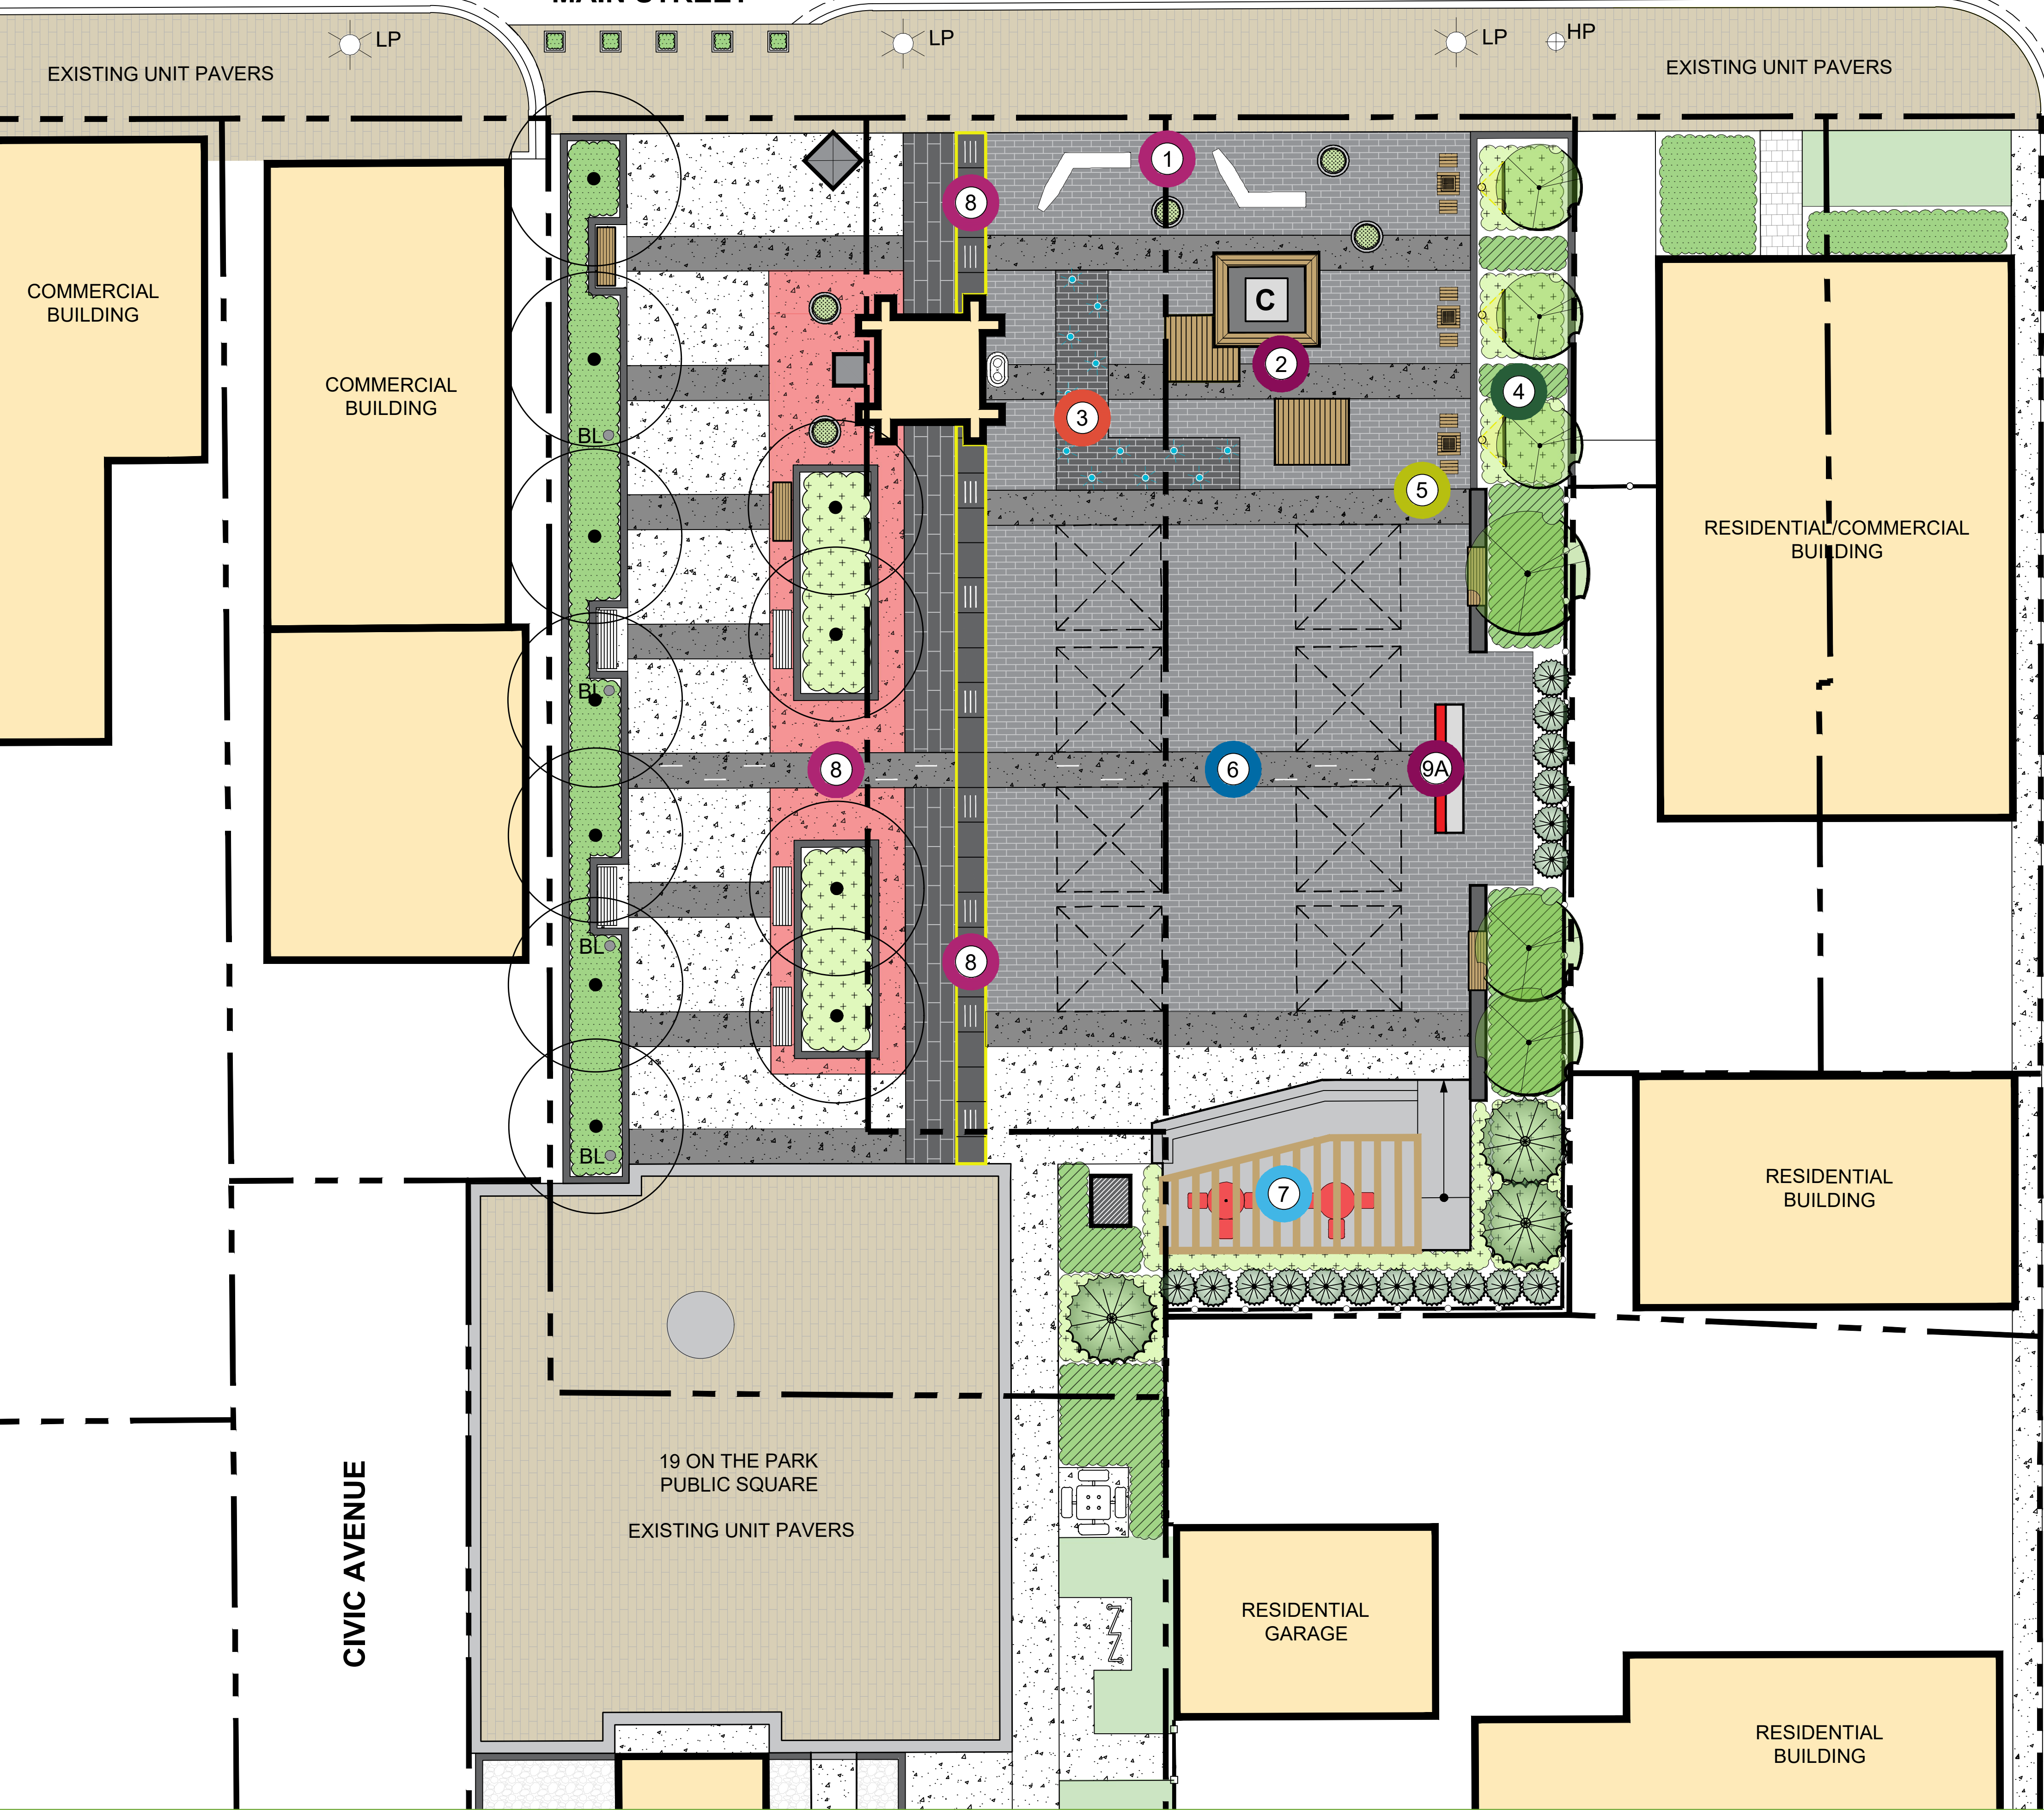 MAIN STREET
LP
LP
LP
HP
EXISTING UNIT PAVERS
EXISTING UNIT PAVERS
1
8
COMMERCIAL
BUILDING
C
COMMERCIAL
BUILDING
2
4
3
BL
5
RESIDENTIAL/COMMERCIAL
BUILDING
BL
8
6
9A
BL
8
BL
RESIDENTIAL
BUILDING
7
19 ON THE PARK
PUBLIC SQUARE
EXISTING UNIT PAVERS
CIVIC AVENUE
RESIDENTIAL
GARAGE
RESIDENTIAL
BUILDING